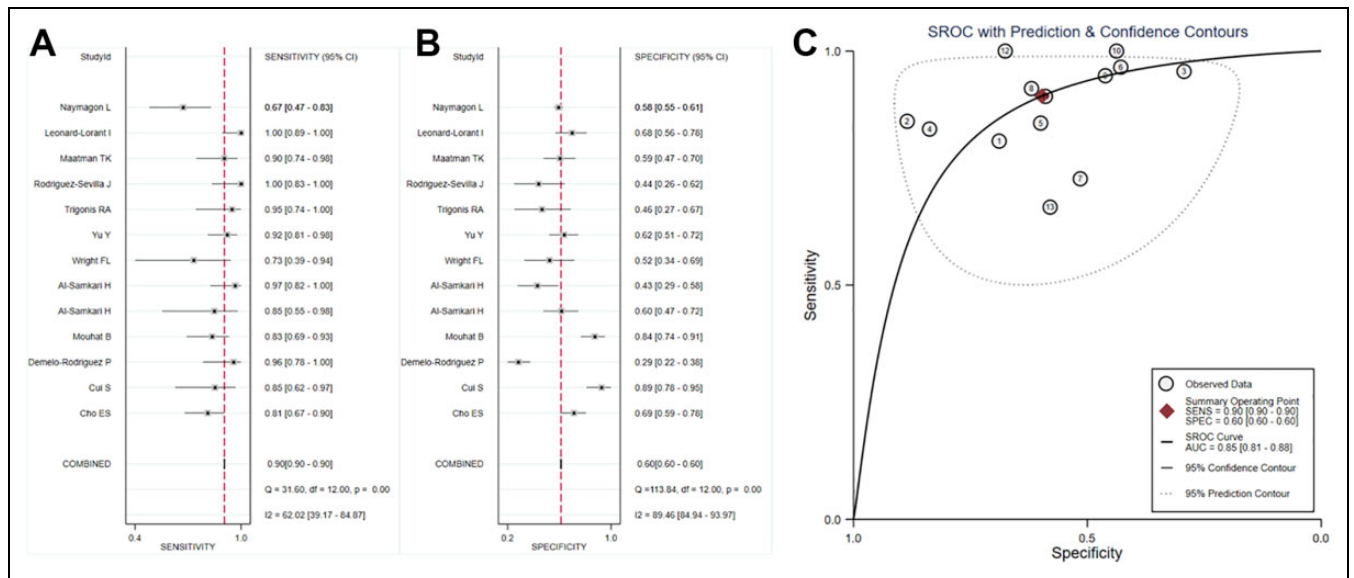 A
StudyId SENSITIVITY (95% CI)
Naymagon L 0.67 [0.47 - 0.83]
Leonard-Lorant I 1.00 [0.89 - 1.00]
Maatman TK 0.90 [0.74 - 0.98]
Rodriguez-Sevilla J 1.00 [0.83 - 1.00]
Trigonis RA 0.95 [0.74 - 1.00]
Yu Y 0.92 [0.81 - 0.98]
Wright FL 0.73 [0.39 - 0.94]
Al-Samkari H 0.97 [0.82 - 1.00]
Al-Samkari H 0.85 [0.55 - 0.98]
Mouhat B 0.83 [0.69 - 0.93]
Demelo-Rodriguez P 0.96 [0.78 - 1.00]
Cui S 0.85 [0.62 - 0.97]
Cho ES 0.81 [0.67 - 0.90]
COMBINED 0.90[0.90 - 0.90]
Q = 31.60, df = 12.00, p = 0.00
I2 = 62.02 [39.17 - 84.87]
0.4 1.0
SENSITIVITY
B
StudyId SPECIFICITY (95% CI)
Naymagon L 0.58 [0.55 - 0.61]
Leonard-Lorant I 0.68 [0.56 - 0.78]
Maatman TK 0.59 [0.47 - 0.70]
Rodriguez-Sevilla J 0.44 [0.26 - 0.62]
Trigonis RA 0.46 [0.27 - 0.67]
Yu Y 0.62 [0.51 - 0.72]
Wright FL 0.52 [0.34 - 0.69]
Al-Samkari H 0.43 [0.29 - 0.58]
Al-Samkari H 0.60 [0.47 - 0.72]
Mouhat B 0.84 [0.74 - 0.91]
Demelo-Rodriguez P 0.29 [0.22 - 0.38]
Cui S 0.89 [0.78 - 0.95]
Cho ES 0.69 [0.59 - 0.78]
COMBINED 0.60[0.60 - 0.60]
Q =113.84, df = 12.00, p = 0.00
I2 = 89.46 [84.94 - 93.97]
0.2 1.0
SPECIFICITY
C
SROC with Prediction & Confidence Contours
1.0
12 10
6
3
8
2
4
5
1
7
13
0.5
Sensitivity
Observed Data
Summary Operating Point
SENS = 0.90 [0.90 - 0.90]
SPEC = 0.60 [0.60 - 0.60]
SROC Curve
AUC = 0.85 [0.81 - 0.88]
95% Confidence Contour
95% Prediction Contour
0.0
1.0 0.5 0.0
Specificity